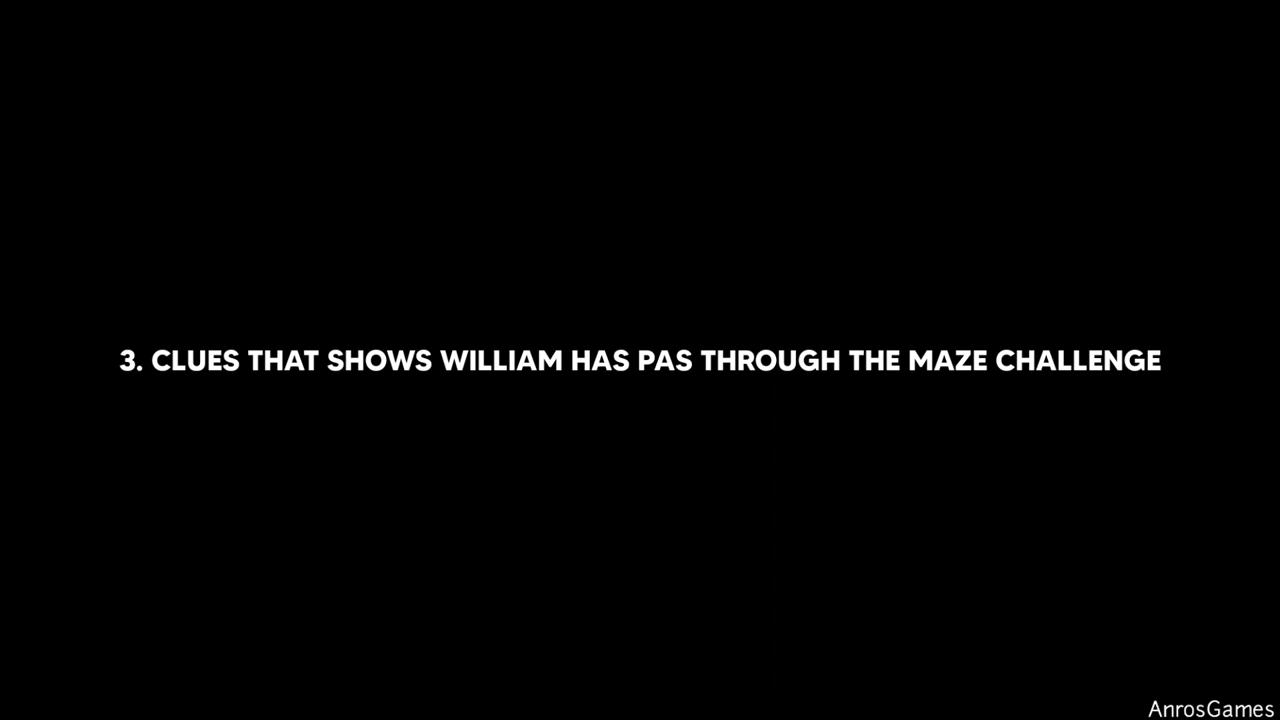 3. CLUES THAT SHOWS WILLIAM HAS PAS THROUGH THE MAZE CHALLENGE
AnrosGames